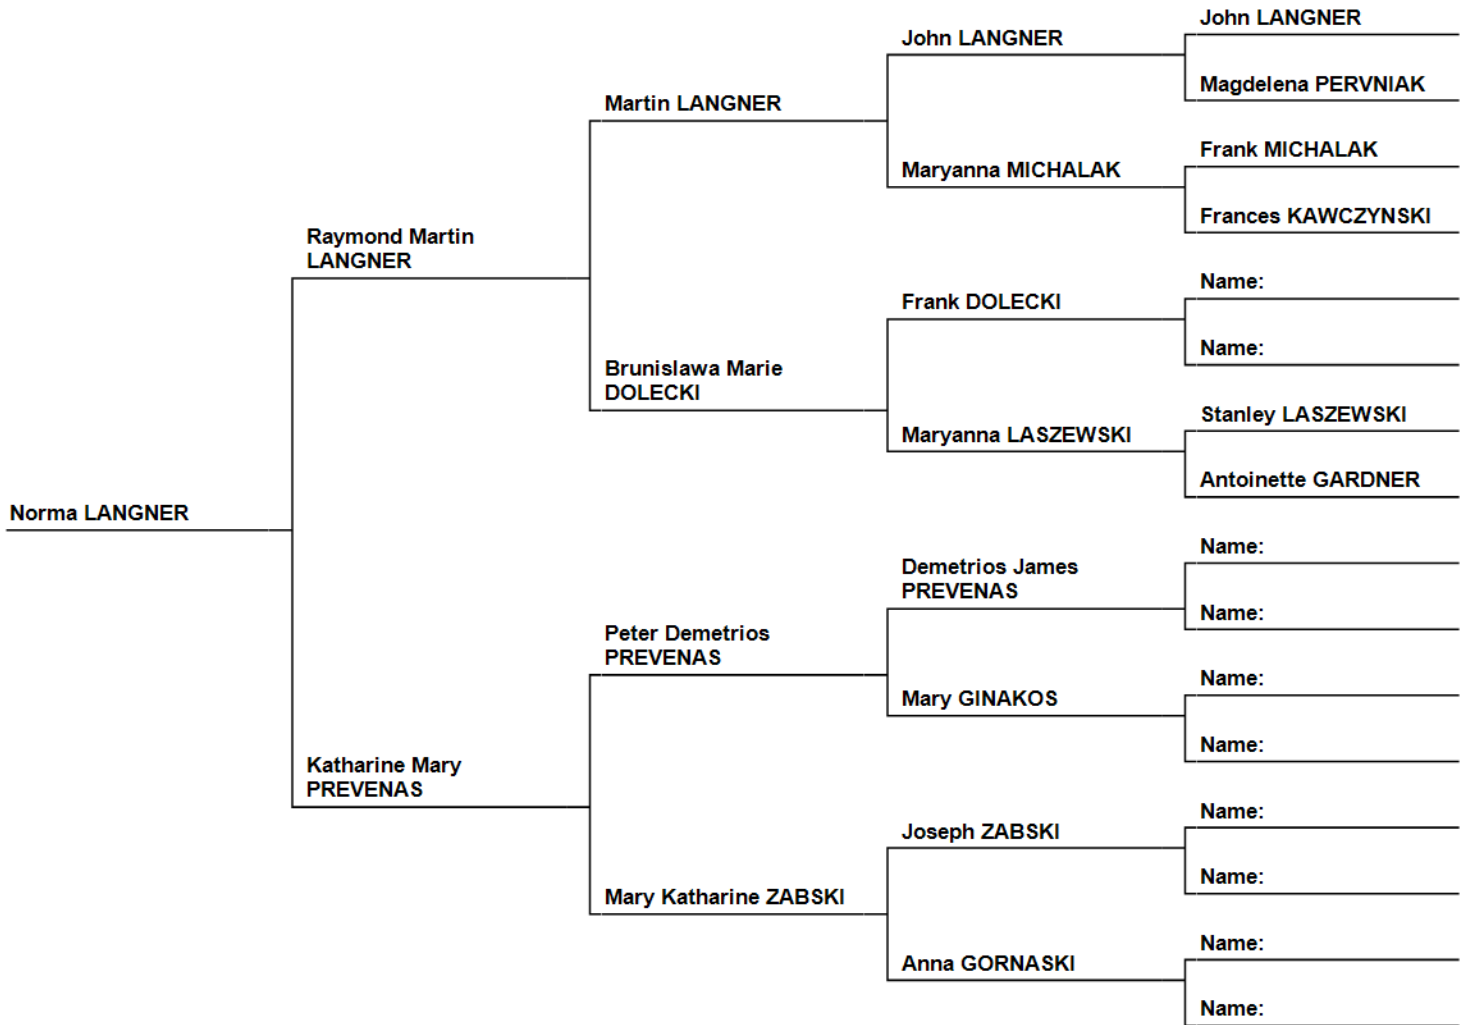 John LANGNER
John LANGNER
Magdelena PERVNIAK
Martin LANGNER
Frank MICHALAK
Maryanna MICHALAK
Frances KAWCZYNSKI
Raymond Martin
LANGNER
Name:
Frank DOLECKI
Name:
Brunislawa Marie
DOLECKI
Stanley LASZEWSKI
Maryanna LASZEWSKI
Antoinette GARDNER
Norma LANGNER
Name:
Demetrios James
PREVENAS
Name:
Peter Demetrios
PREVENAS
Name:
Mary GINAKOS
Name:
Katharine Mary
PREVENAS
Name:
Joseph ZABSKI
Name:
Mary Katharine ZABSKI
Name:
Anna GORNASKI
Name: